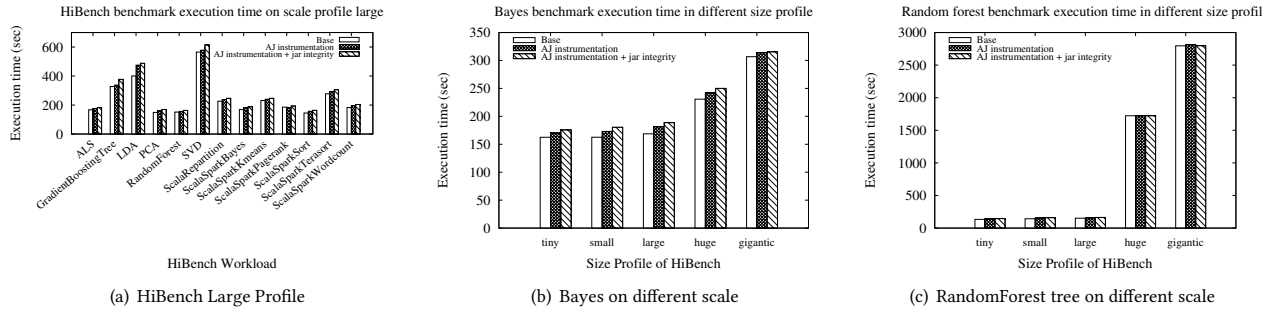 HiBench benchmark execution time on scale profile large
Base
AJ instrumentation
AJ instrumentation + jar integrity
Execution time (sec)
600
400
200
0
ALS
GradientBoostingTree
LDA
PCA
RandomForest
SVD
ScalaRepartition
ScalaSparkBayes
ScalaSparkKmeans
ScalaSparkPagerank
ScalaSparkSort
ScalaSparkTerasort
ScalaSparkWordcount
HiBench Workload
(a) HiBench Large Profile
Bayes benchmark execution time in different size profile
Base
AJ instrumentation
AJ instrumentation + jar integrity
Execution time (sec)
350
300
250
200
150
100
50
0
tiny small large huge gigantic
Size Profile of HiBench
(b) Bayes on different scale
Random forest benchmark execution time in different size profil
Base
AJ instrumentation
AJ instrumentation + jar integrity
Execution time (sec)
3000
2500
2000
1500
1000
500
0
tiny small large huge gigantic
Size Profile of HiBench
(c) RandomForest tree on different scale